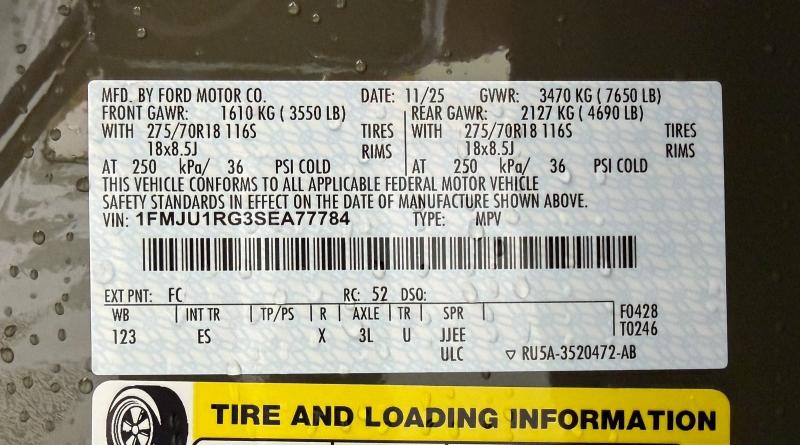 MFD. BY FORD MOTOR CO. DATE: 11/25 GVWR: 3470 KG ( 7650 LB)
FRONT GAWR: 1610 KG ( 3550 LB) REAR GAWR: 2127 KG ( 4690 LB)
WITH 275/70R18 116S TIRES WITH 275/70R18 116S TIRES
18x8.5J RIMS 18x8.5J RIMS
AT 250 kPa/ 36 PSI COLD AT 250 kPa/ 36 PSI COLD
THIS VEHICLE CONFORMS TO ALL APPLICABLE FEDERAL MOTOR VEHICLE
SAFETY STANDARDS IN EFFECT ON THE DATE OF MANUFACTURE SHOWN ABOVE.
VIN: 1FMJU1RG3SEA77784 TYPE: MPV
EXT PNT: FC RC: 52 DSO:
WB INT TR TP/PS R AXLE TR SPR F0428
123 ES X 3L U JJEE T0246
ULC ▽ RU5A-3520472-AB
TIRE AND LOADING INFORMATION